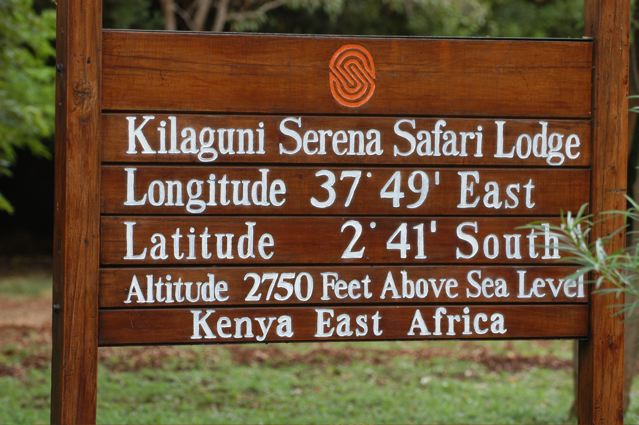 Kilaguni Serena Safari Lodge
Longitude 37°49' East
Latitude 2°41' South
Altitude 2750 Feet Above Sea Level
Kenya East Africa